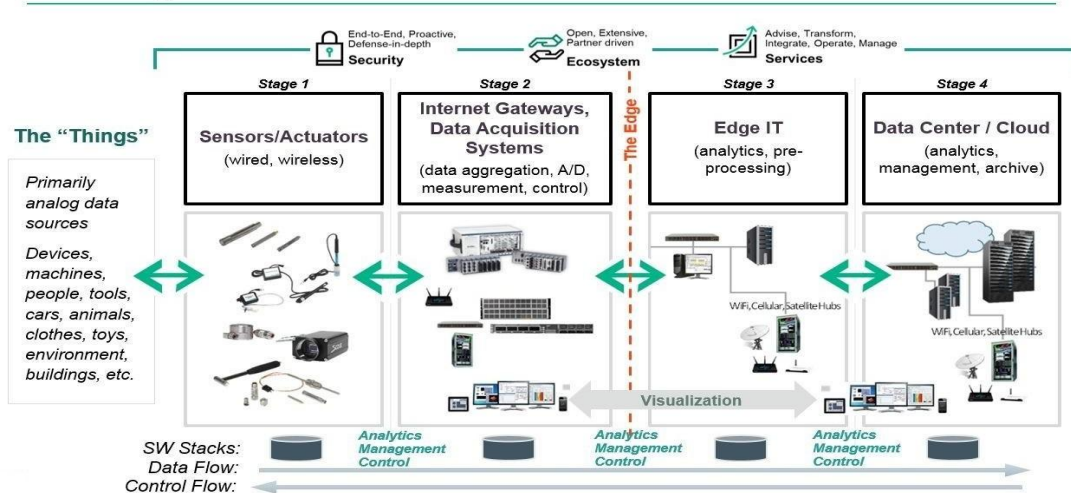 End-to-End, Proactive,
Defense-in-depth
Security
Open, Extensive,
Partner driven
Ecosystem
Advise, Transform,
Integrate, Operate, Manage
Services
Stage 1
Stage 2
Stage 3
Stage 4
The "Things"
Primarily
analog data
sources
Devices,
machines,
people, tools,
cars, animals,
clothes, toys,
environment,
buildings, etc.
Sensors/Actuators
(wired, wireless)
Internet Gateways,
Data Acquisition
Systems
(data aggregation, A/D,
measurement, control)
The Edge
Edge IT
(analytics, pre-
processing)
Data Center / Cloud
(analytics,
management, archive)
WiFi, Cellular, Satellite Hubs
WiFi, Cellular, Satellite Hubs
Visualization
SW Stacks:
Analytics
Management
Control
Analytics
Management
Control
Analytics
Management
Control
Data Flow:
Control Flow: